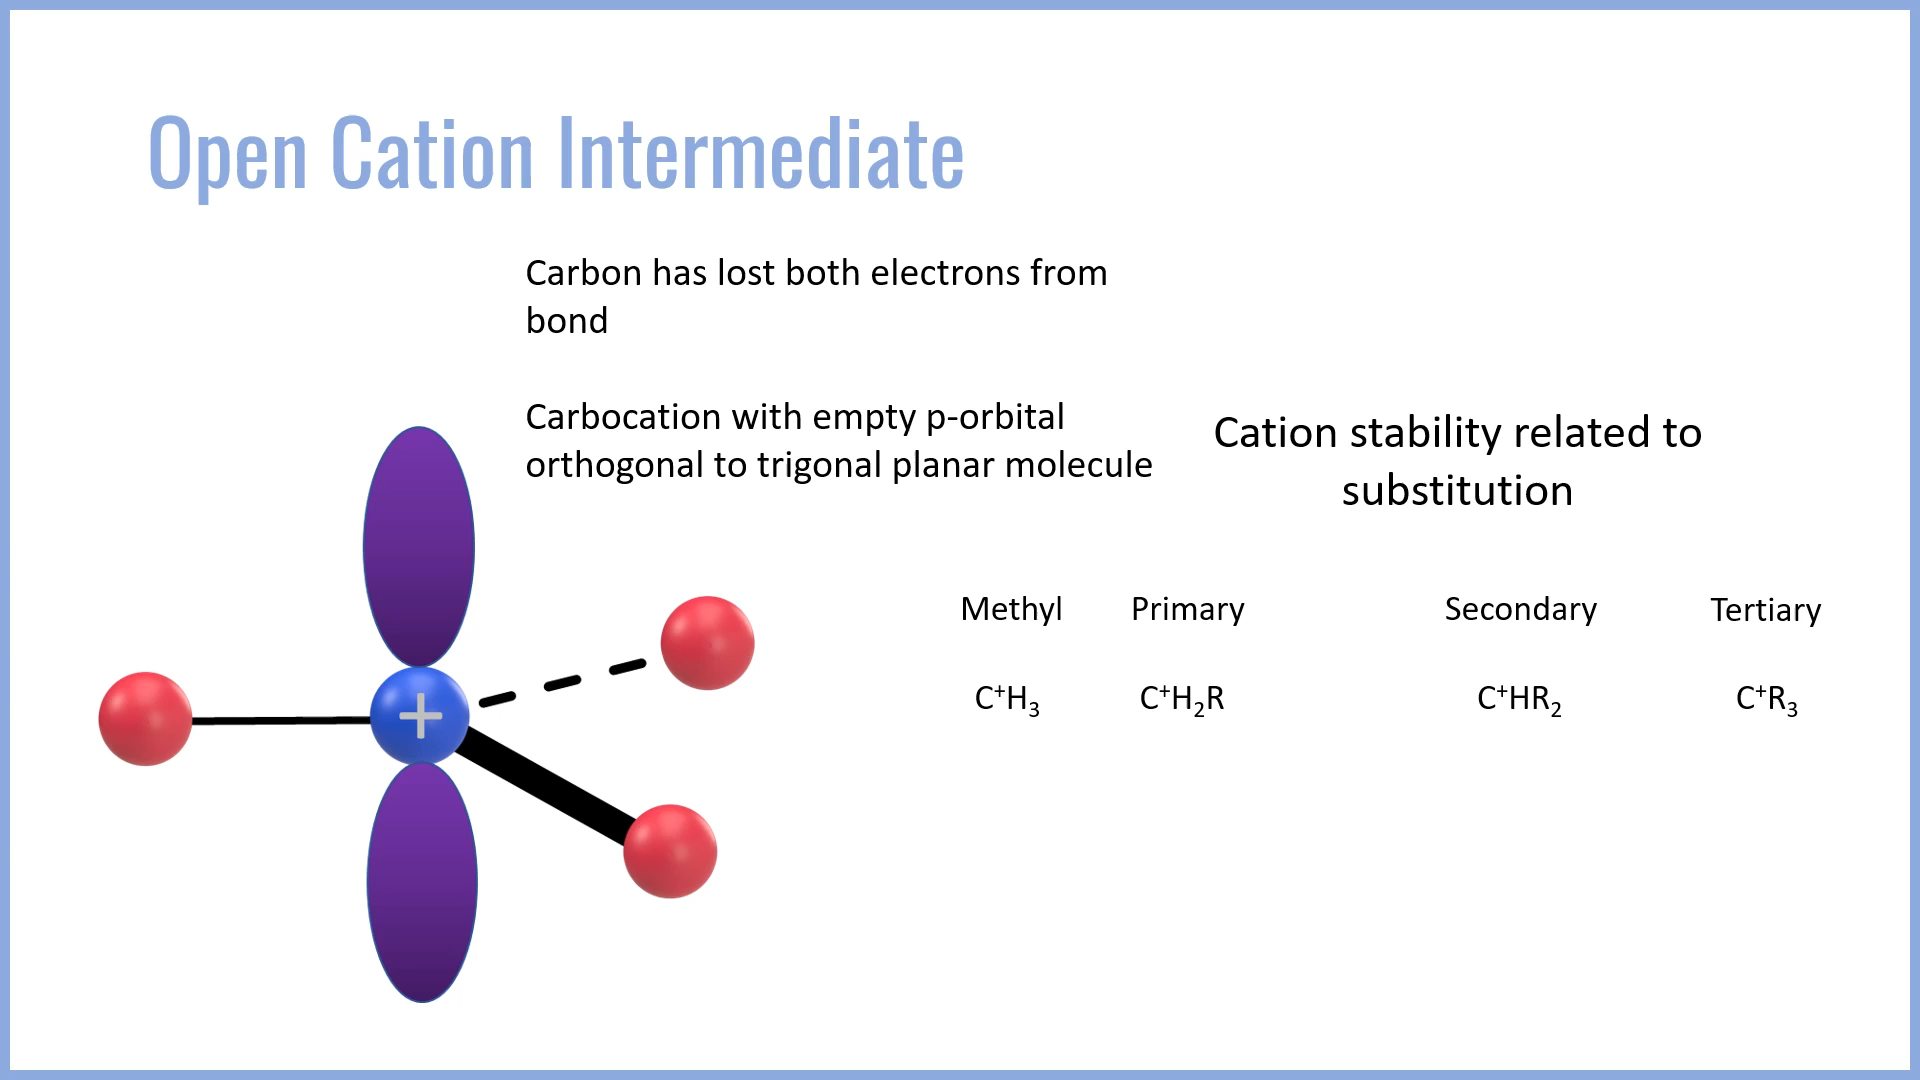 Open Cation Intermediate
Carbon has lost both electrons from
bond
Carbocation with empty p-orbital
orthogonal to trigonal planar molecule
Cation stability related to
substitution
Methyl Primary Secondary Tertiary
C⁺H₃ C⁺H₂R C⁺HR₂ C⁺R₃
+